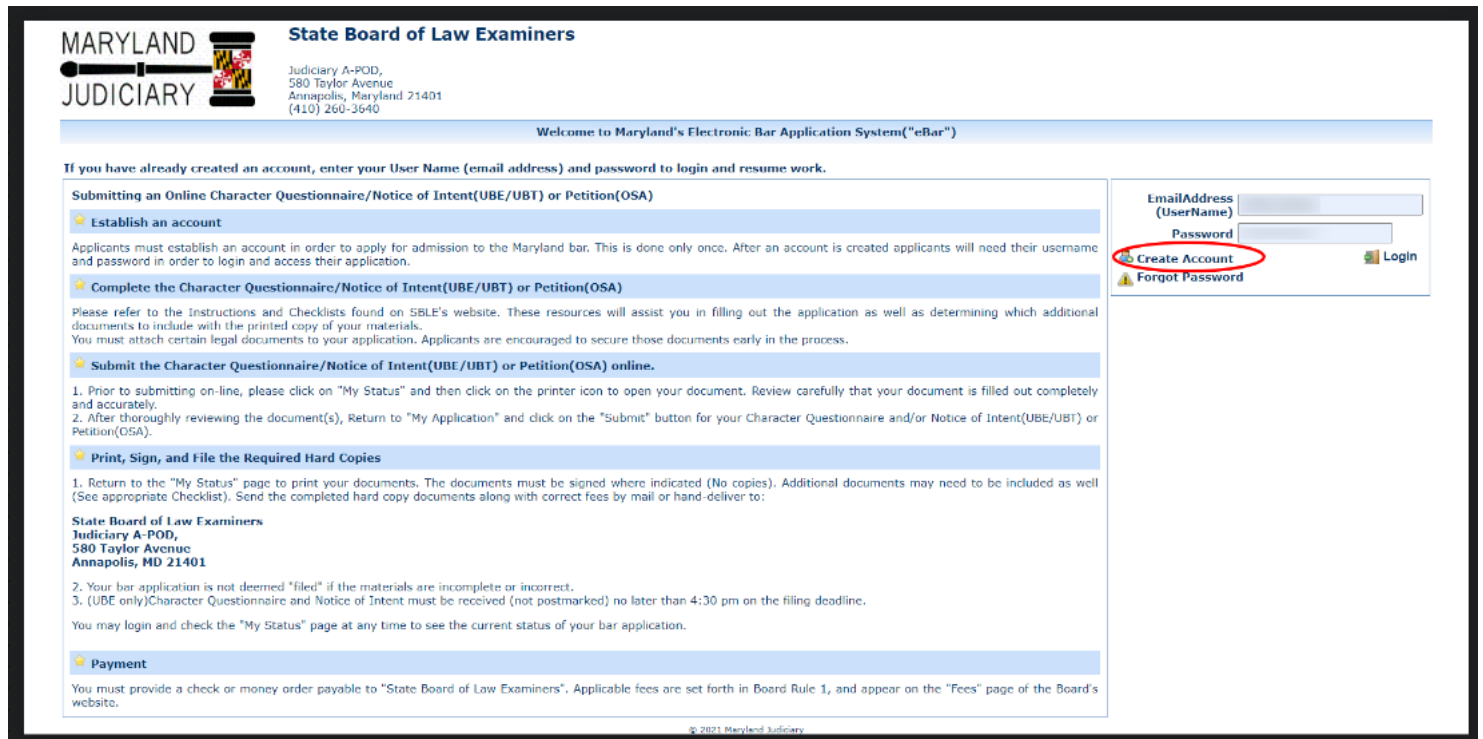 MARYLAND
JUDICIARY
State Board of Law Examiners
Judiciary A-POD,
580 Taylor Avenue
Annapolis, Maryland 21401
(410) 260-3640
Welcome to Maryland's Electronic Bar Application System("eBar")
If you have already created an account, enter your User Name (email address) and password to login and resume work.
Submitting an Online Character Questionnaire/Notice of Intent(UBE/UBT) or Petition(OSA)
Establish an account
Applicants must establish an account in order to apply for admission to the Maryland bar. This is done only once. After an account is created applicants will need their username
and password in order to login and access their application.
Complete the Character Questionnaire/Notice of Intent(UBE/UBT) or Petition(OSA)
Please refer to the Instructions and Checklists found on SBLE's website. These resources will assist you in filling out the application as well as determining which additional
documents to include with the printed copy of your materials.
You must attach certain legal documents to your application. Applicants are encouraged to secure those documents early in the process.
Submit the Character Questionnaire/Notice of Intent(UBE/UBT) or Petition(OSA) online.
1. Prior to submitting on-line, please click on "My Status" and then click on the printer icon to open your document. Review carefully that your document is filled out completely
and accurately.
2. After thoroughly reviewing the document(s), Return to "My Application" and click on the "Submit" button for your Character Questionnaire and/or Notice of Intent(UBE/UBT) or
Petition(OSA).
Print, Sign, and File the Required Hard Copies
1. Return to the "My Status" page to print your documents. The documents must be signed where indicated (No copies). Additional documents may need to be included as well
(See appropriate Checklist). Send the completed hard copy documents along with correct fees by mail or hand-deliver to:
State Board of Law Examiners
Judiciary A-POD,
580 Taylor Avenue
Annapolis, MD 21401
2. Your bar application is not deemed "filed" if the materials are incomplete or incorrect.
3. (UBE only)Character Questionnaire and Notice of Intent must be received (not postmarked) no later than 4:30 pm on the filing deadline.
You may login and check the "My Status" page at any time to see the current status of your bar application.
Payment
You must provide a check or money order payable to "State Board of Law Examiners". Applicable fees are set forth in Board Rule 1, and appear on the "Fees" page of the Board's
website.
EmailAddress
(UserName)
Password
Create Account
Login
Forgot Password
© 2021 Maryland Judiciary